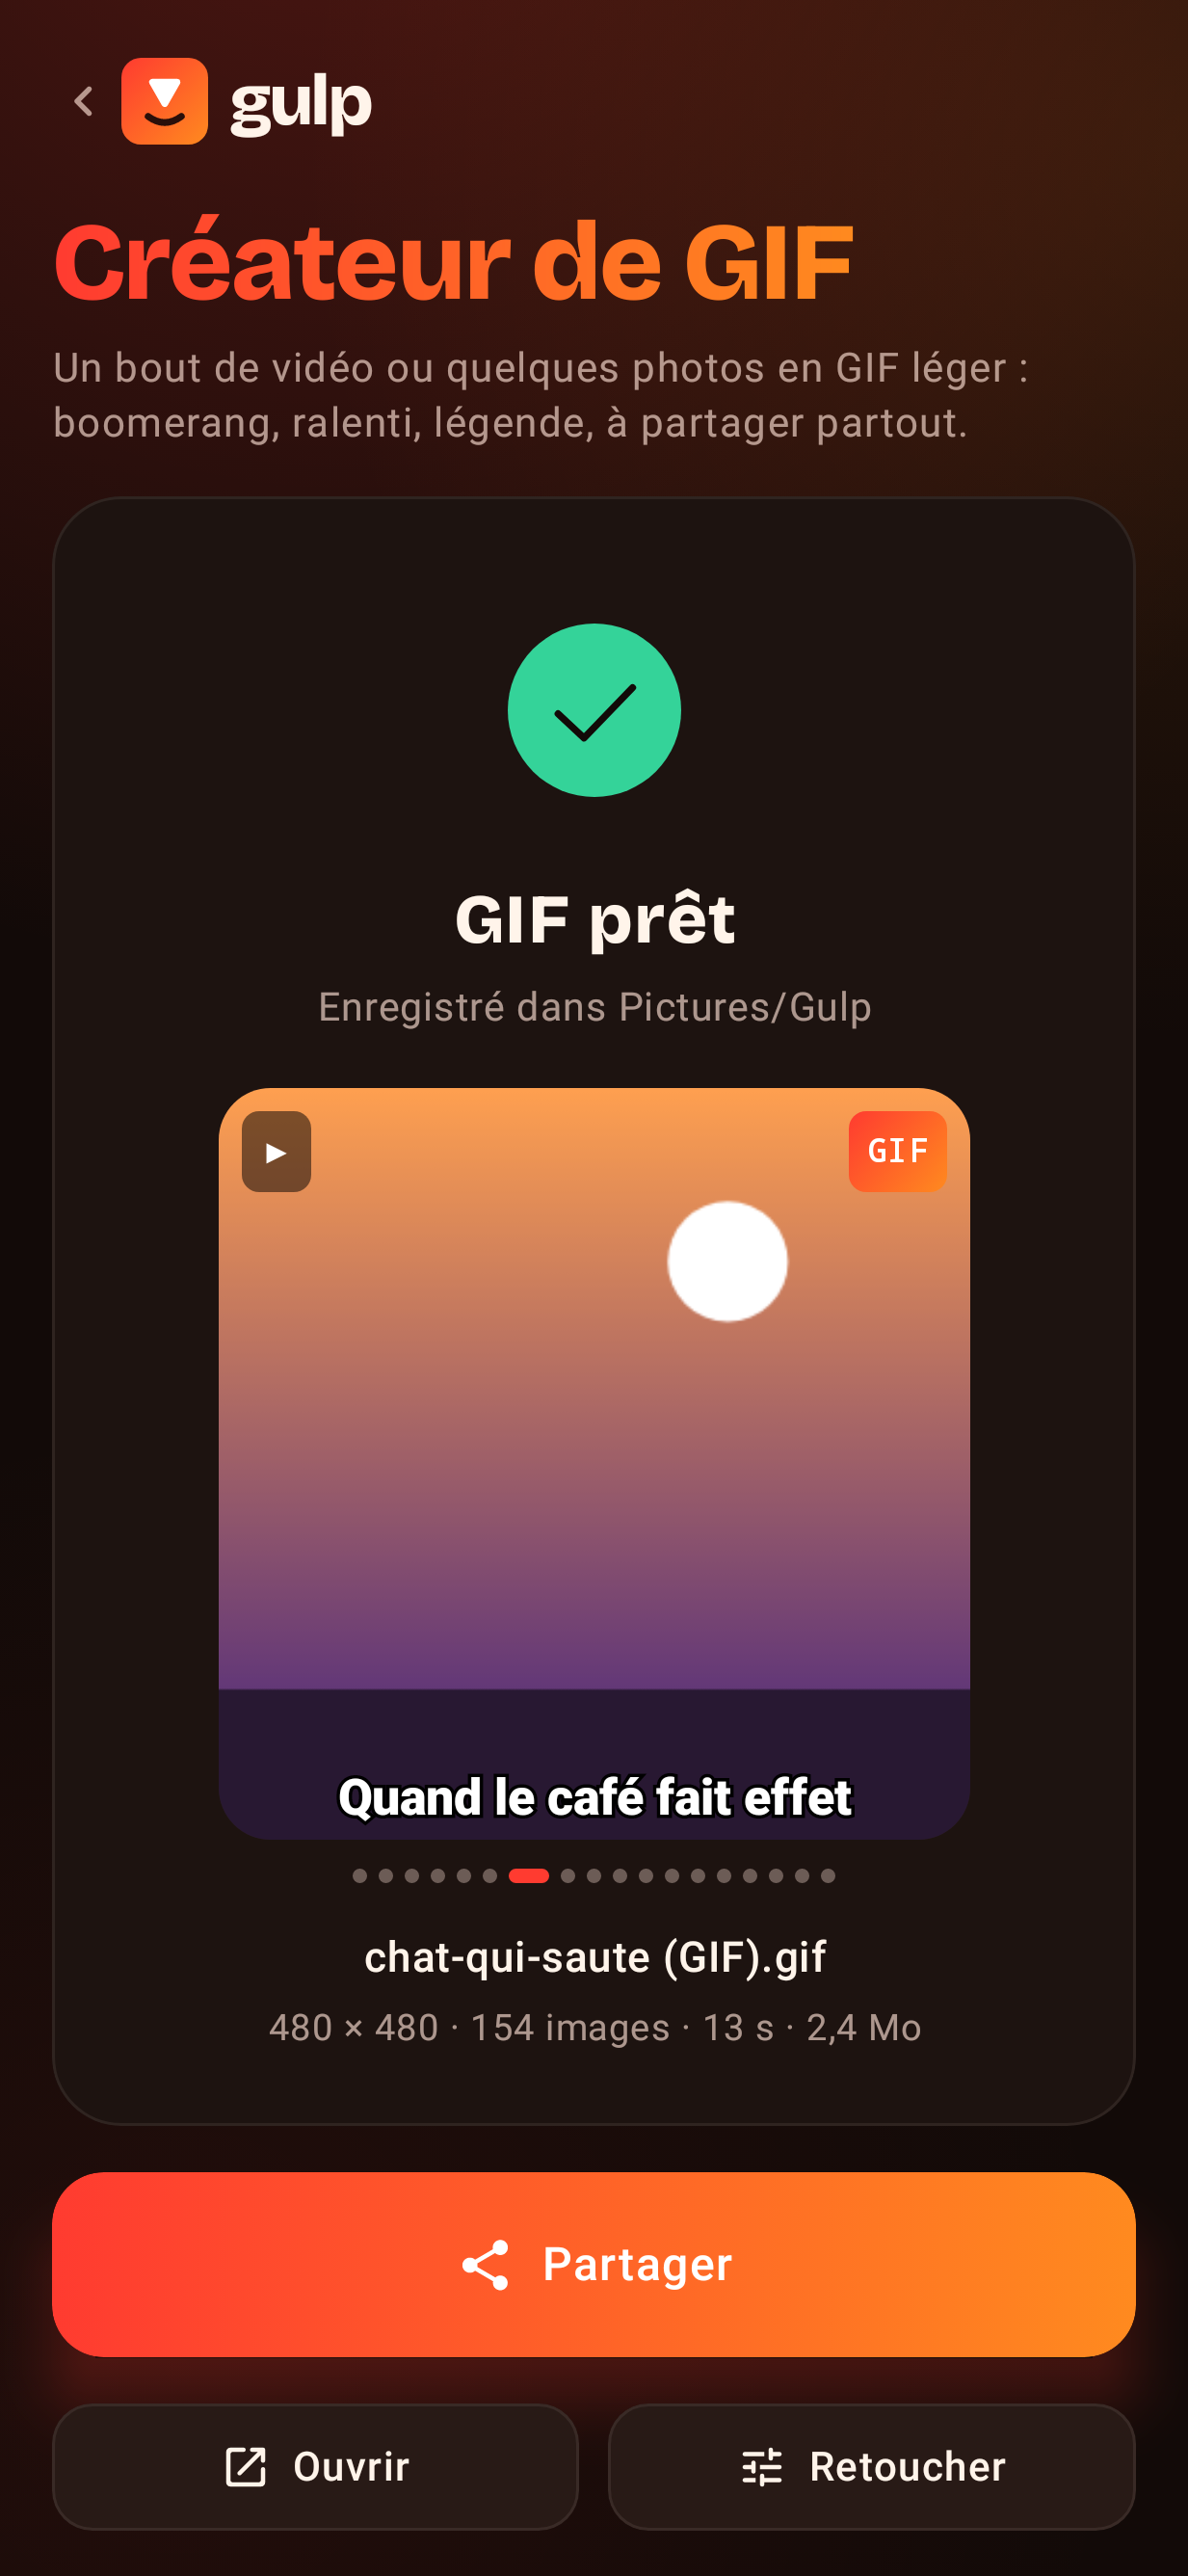 gulp
Créateur de GIF
Un bout de vidéo ou quelques photos en GIF léger :
boomerang, ralenti, légende, à partager partout.
GIF prêt
Enregistré dans Pictures/Gulp
GIF
Quand le café fait effet
chat-qui-saute (GIF).gif
480 × 480 · 154 images · 13 s · 2,4 Mo
Partager
Ouvrir
Retoucher